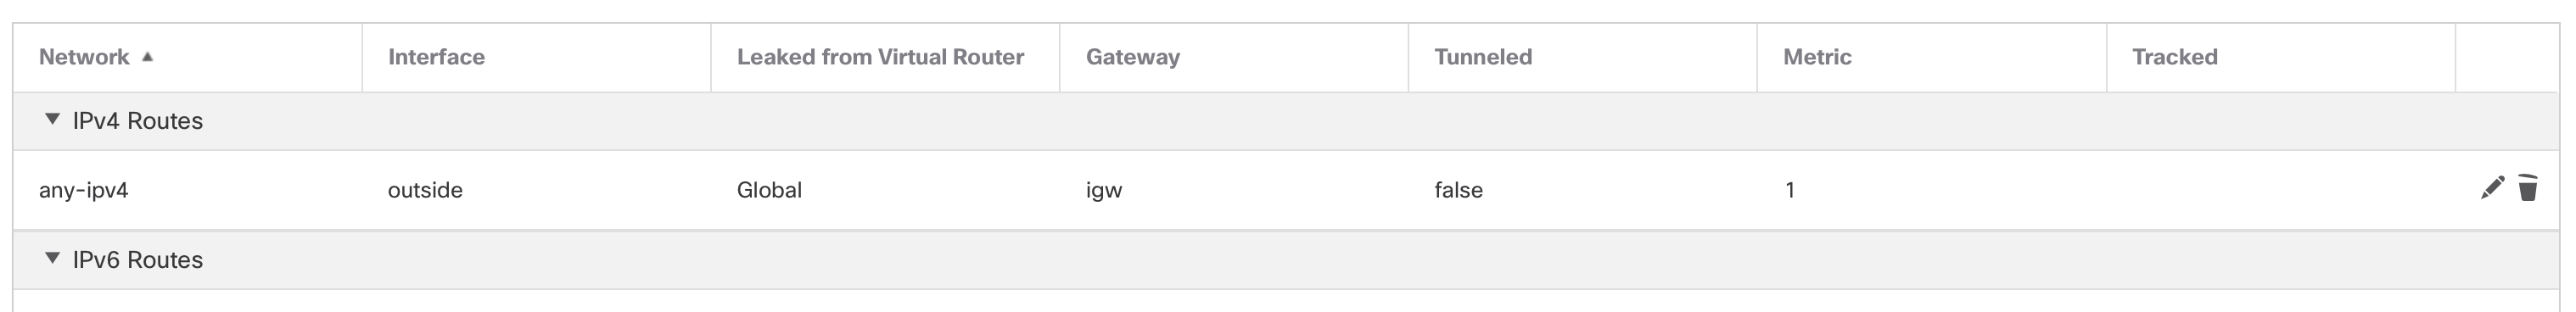 Network ▲ Interface Leaked from Virtual Router Gateway Tunneled Metric Tracked
▼ IPv4 Routes
any-ipv4 outside Global igw false 1
▼ IPv6 Routes